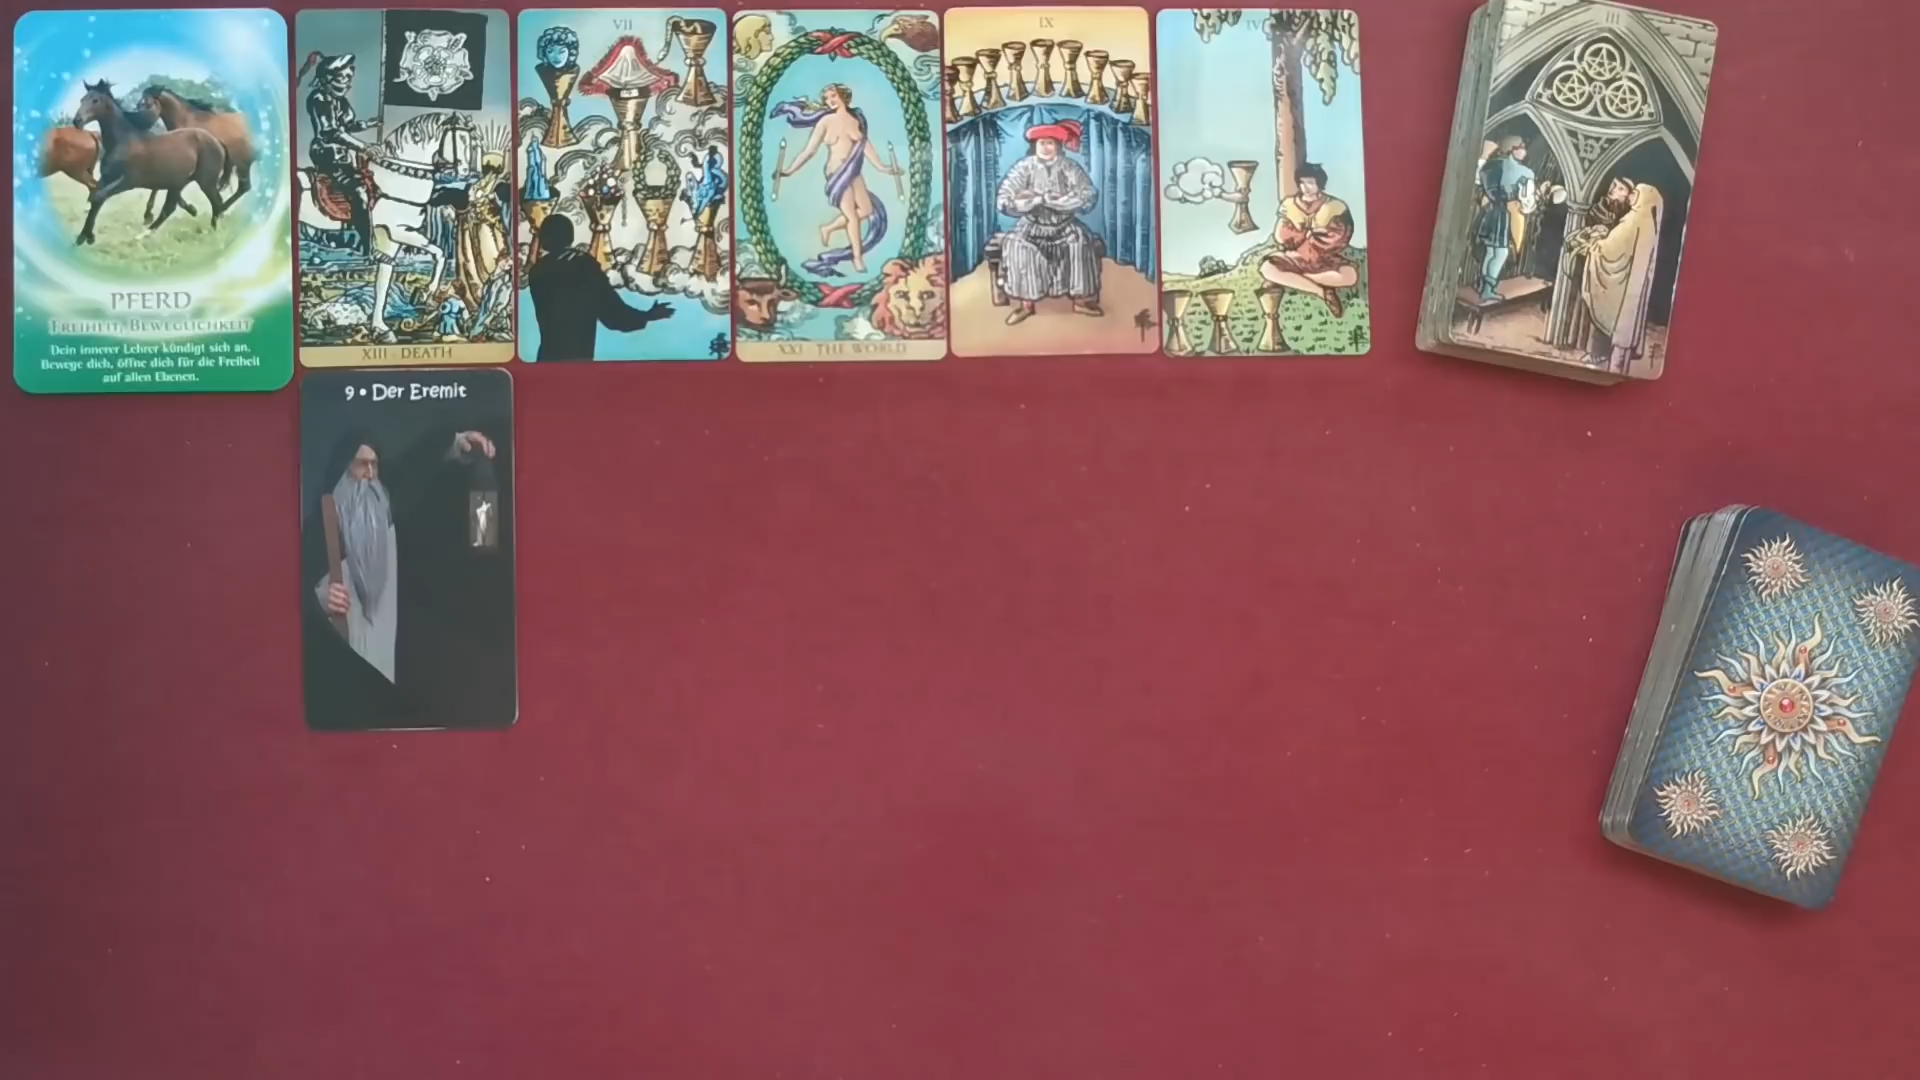 PFERD
FREIHEIT, BEWEGLICHKEIT
Dein innerer Lehrer kündigt sich an.
Bewege dich, öffne dich für die Freiheit
auf allen Ebenen.
XIII · DEATH
VII
XXI · THE WORLD
IX
IV
III
9 • Der Eremit